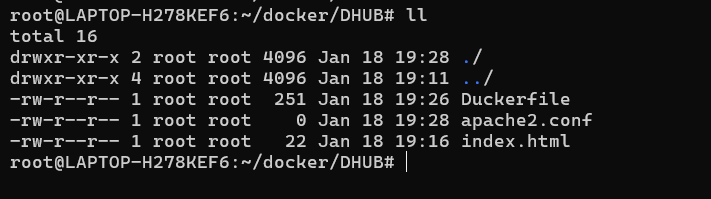 root@LAPTOP-H278KEF6:~/docker/DHUB# ll
total 16
drwxr-xr-x 2 root root 4096 Jan 18 19:28 ./
drwxr-xr-x 4 root root 4096 Jan 18 19:11 ../
-rw-r--r-- 1 root root  251 Jan 18 19:26 Duckerfile
-rw-r--r-- 1 root root    0 Jan 18 19:28 apache2.conf
-rw-r--r-- 1 root root   22 Jan 18 19:16 index.html
root@LAPTOP-H278KEF6:~/docker/DHUB#